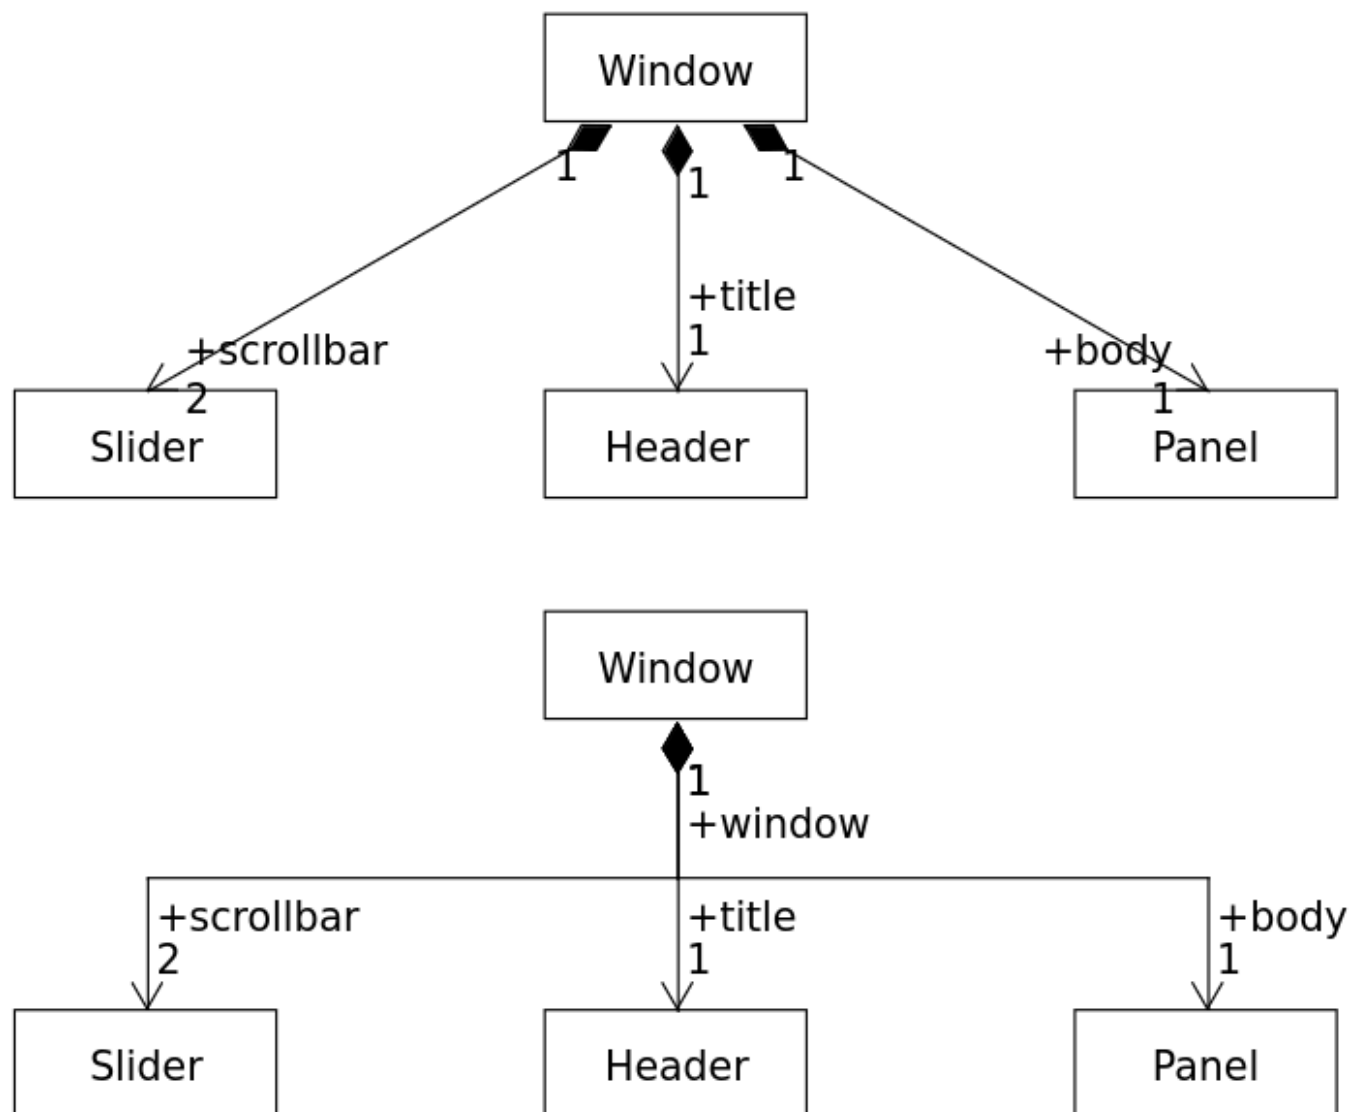 Window
1
1
1
+title
1
+scrollbar
2
+body
1
Slider
Header
Panel
Window
1
+window
+scrollbar
2
+title
1
+body
1
Slider
Header
Panel